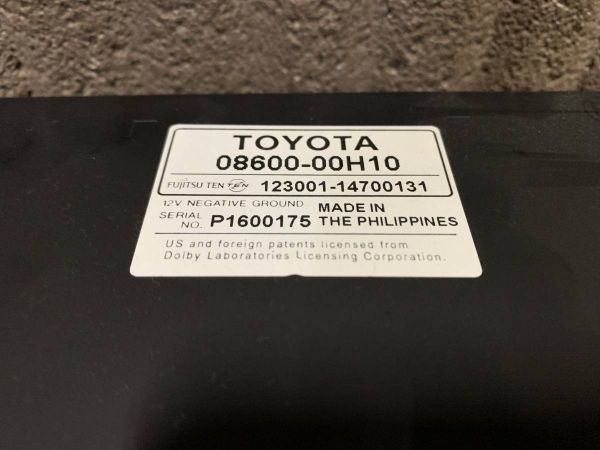 TOYOTA
08600-00H10
FUJITSU TEN TEN 123001-14700131
12V NEGATIVE GROUND
SERIAL NO. P1600175
MADE IN
THE PHILIPPINES
US and foreign patents licensed from
Dolby Laboratories Licensing Corporation.